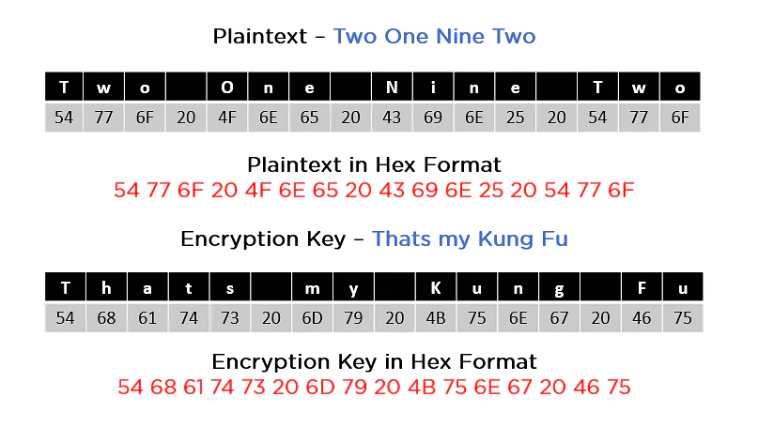 Plaintext – Two One Nine Two
T w o O n e N i n e T w o
54 77 6F 20 4F 6E 65 20 43 69 6E 25 20 54 77 6F
Plaintext in Hex Format
54 77 6F 20 4F 6E 65 20 43 69 6E 25 20 54 77 6F
Encryption Key – Thats my Kung Fu
T h a t s m y K u n g F u
54 68 61 74 73 20 6D 79 20 4B 75 6E 67 20 46 75
Encryption Key in Hex Format
54 68 61 74 73 20 6D 79 20 4B 75 6E 67 20 46 75